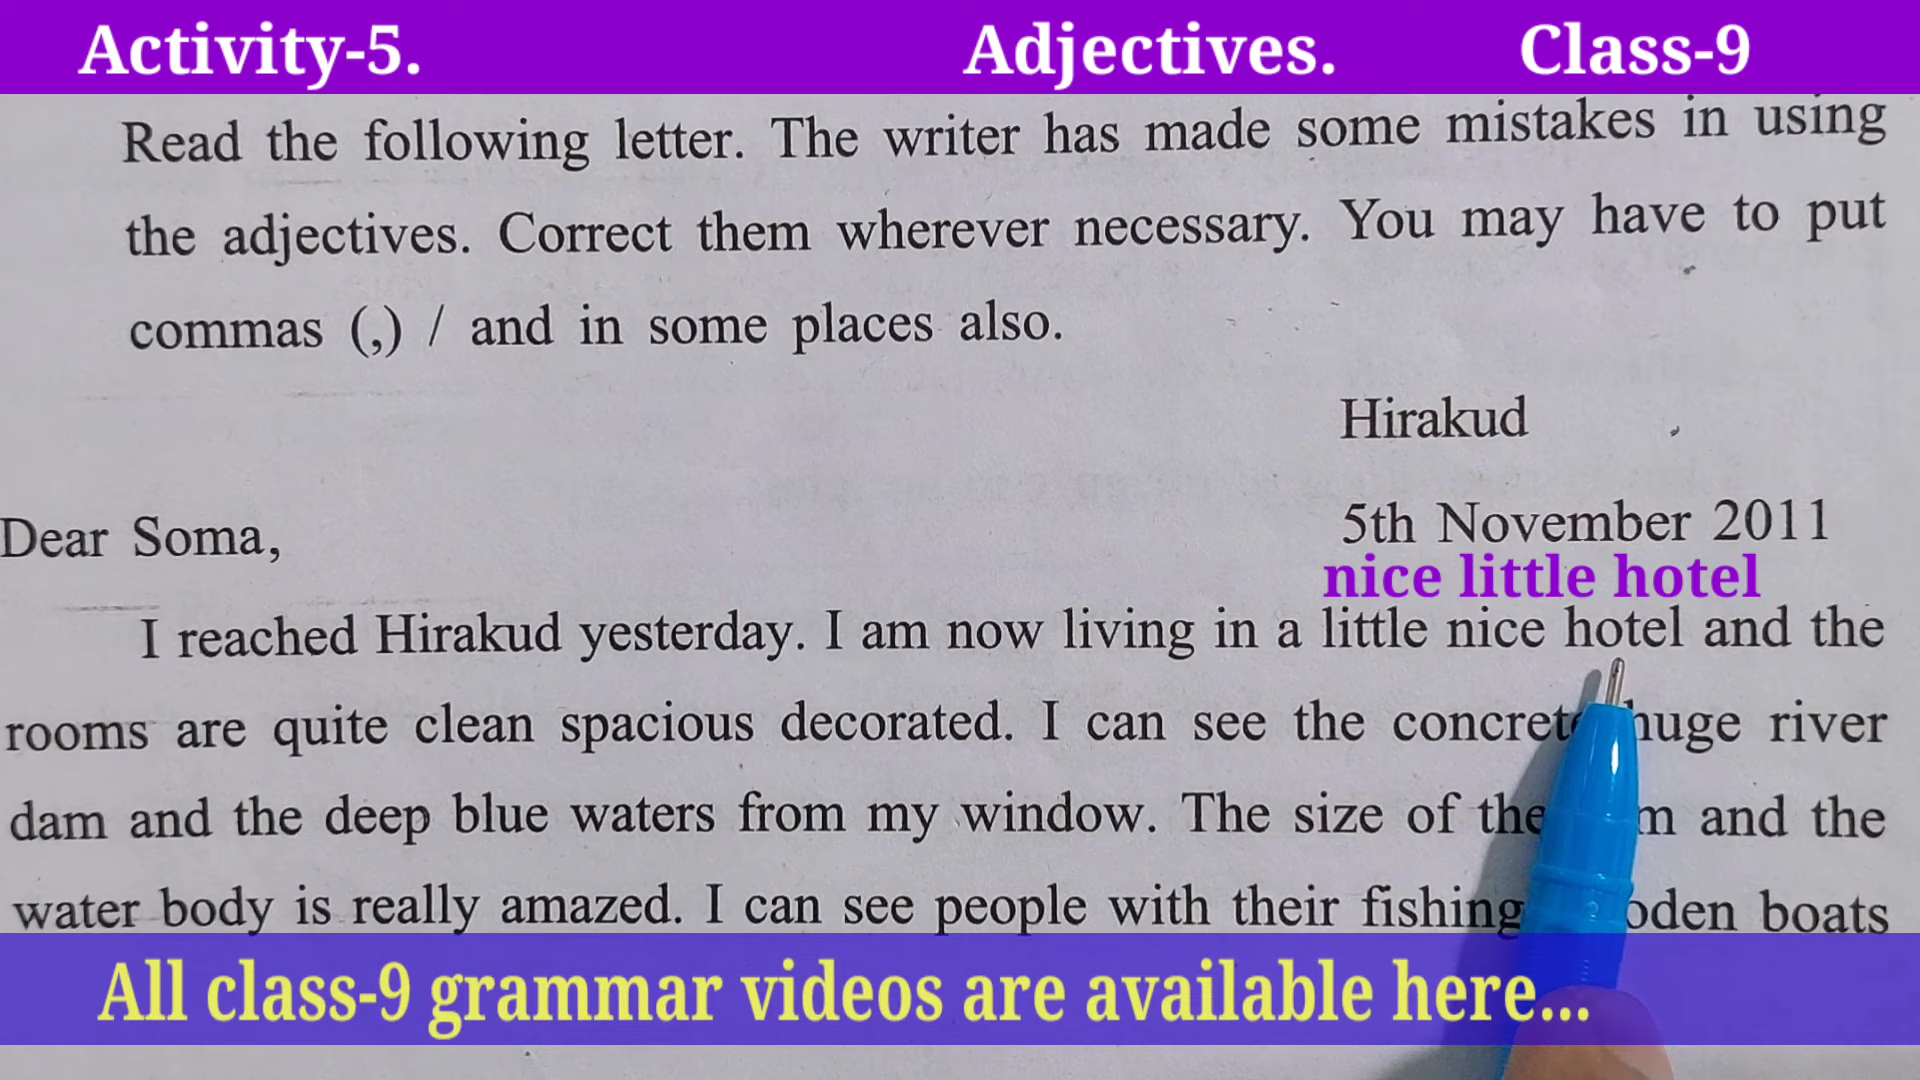 Activity-5. Adjectives. Class-9
Read the following letter. The writer has made some mistakes in using
the adjectives. Correct them wherever necessary. You may have to put
commas (,) / and in some places also.
Hirakud
5th November 2011
Dear Soma,
nice little hotel
I reached Hirakud yesterday. I am now living in a little nice hotel and the
rooms are quite clean spacious decorated. I can see the concrete huge river
dam and the deep blue waters from my window. The size of the and the
water body is really amazed. I can see people with their fishing boats
All class-9 grammar videos are available here...